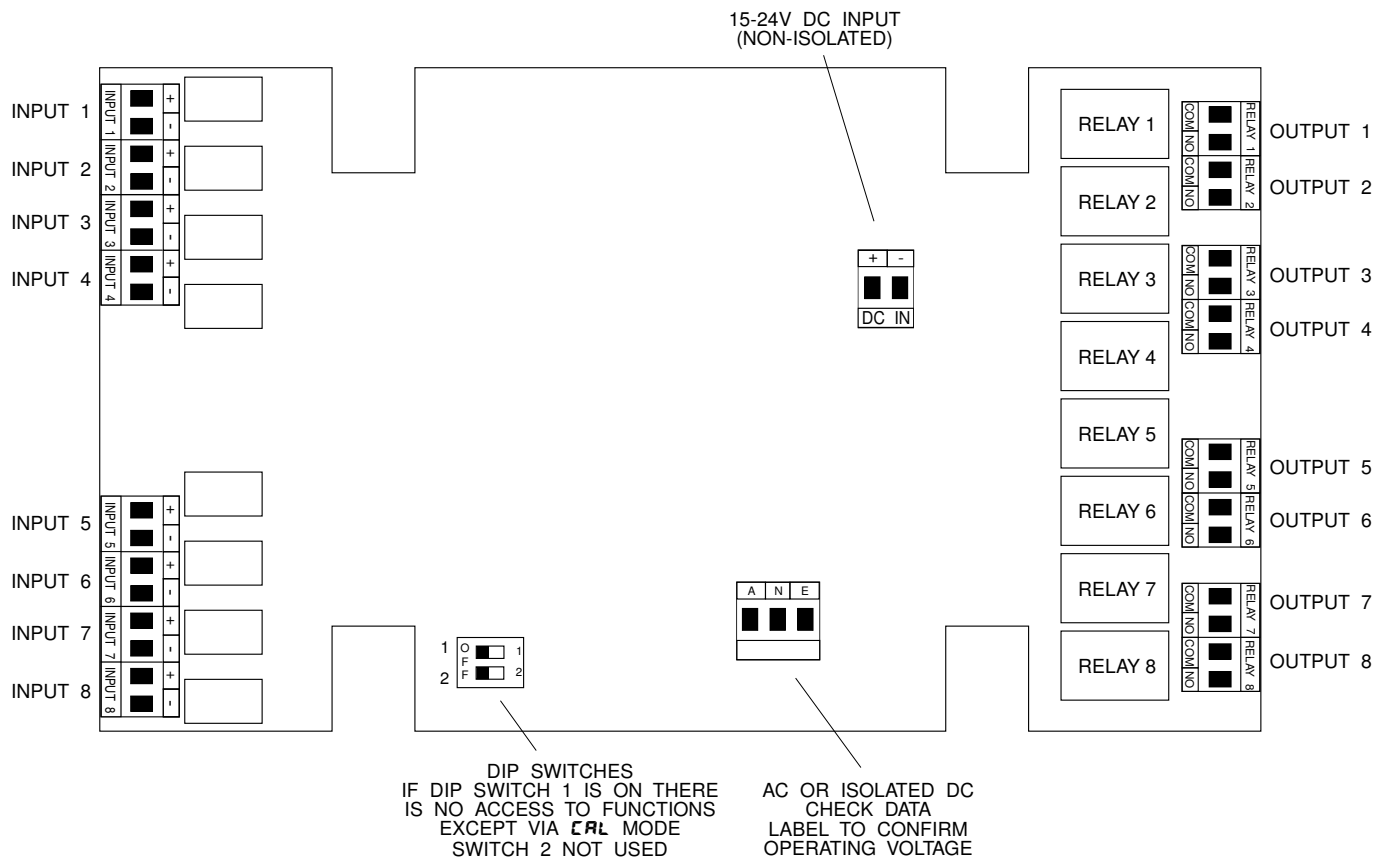 15-24V DC INPUT
(NON-ISOLATED)
INPUT 1
INPUT 2
INPUT 3
INPUT 4
INPUT 1
+
-
INPUT 2
+
-
INPUT 3
+
-
INPUT 4
+
-
INPUT 5
INPUT 6
INPUT 7
INPUT 8
INPUT 5
+
-
INPUT 6
+
-
INPUT 7
+
-
INPUT 8
+
-
+ -
DC IN
RELAY 1
RELAY 2
RELAY 3
RELAY 4
RELAY 5
RELAY 6
RELAY 7
RELAY 8
COM NO RELAY 1
COM NO RELAY 2
COM NO RELAY 3
COM NO RELAY 4
COM NO RELAY 5
COM NO RELAY 6
COM NO RELAY 7
COM NO RELAY 8
OUTPUT 1
OUTPUT 2
OUTPUT 3
OUTPUT 4
OUTPUT 5
OUTPUT 6
OUTPUT 7
OUTPUT 8
A N E
1
2
OFF
1
2
DIP SWITCHES
IF DIP SWITCH 1 IS ON THERE
IS NO ACCESS TO FUNCTIONS
EXCEPT VIA CAL MODE
SWITCH 2 NOT USED
AC OR ISOLATED DC
CHECK DATA
LABEL TO CONFIRM
OPERATING VOLTAGE